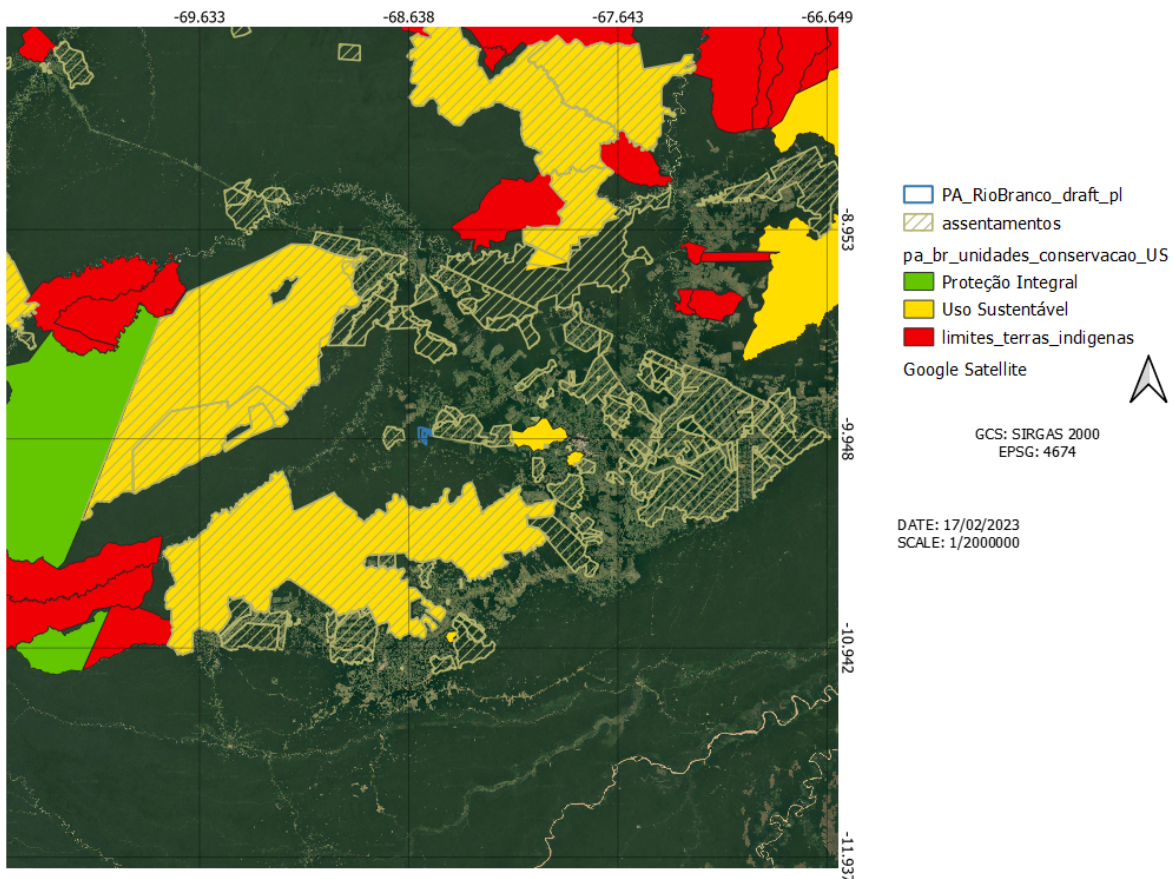 -69.633
-68.638
-67.643
-66.649
-8.953
-9.948
-10.942
-11.937
PA_RioBranco_draft_pl
assentamentos
pa_br_unidades_conservacao_US
Proteção Integral
Uso Sustentável
limites_terras_indigenas
Google Satellite
GCS: SIRGAS 2000
EPSG: 4674
DATE: 17/02/2023
SCALE: 1/2000000